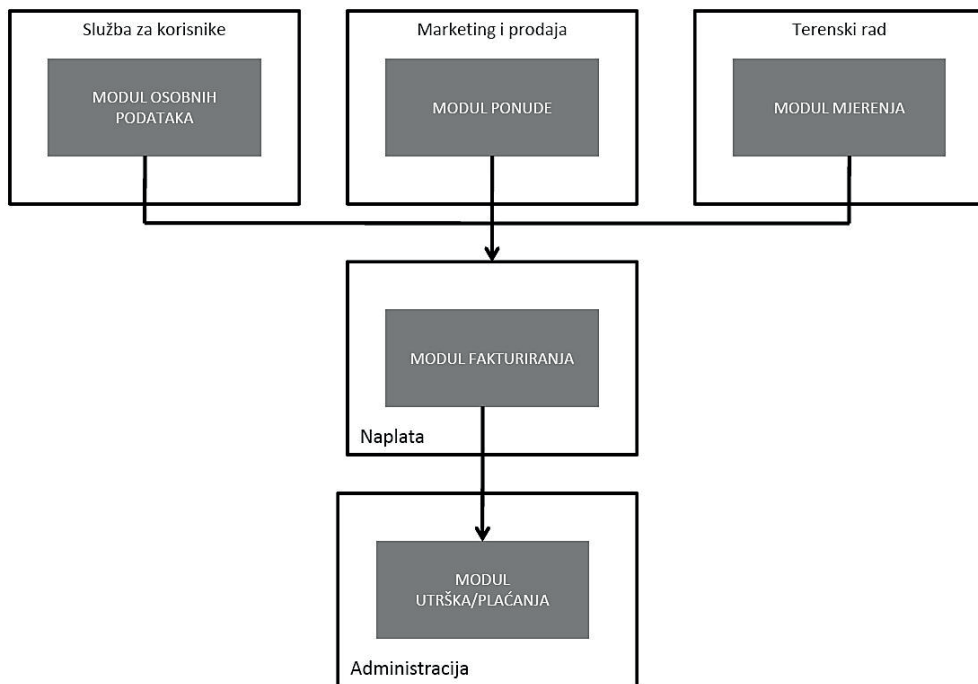 Služba za korisnike
MODUL OSOBNIH
PODATAKA
Marketing i prodaja
MODUL PONUDE
Terenski rad
MODUL MJERENJA
MODUL FAKTURIRANJA
Naplata
MODUL
UTRŠKA/PLAĆANJA
Administracija